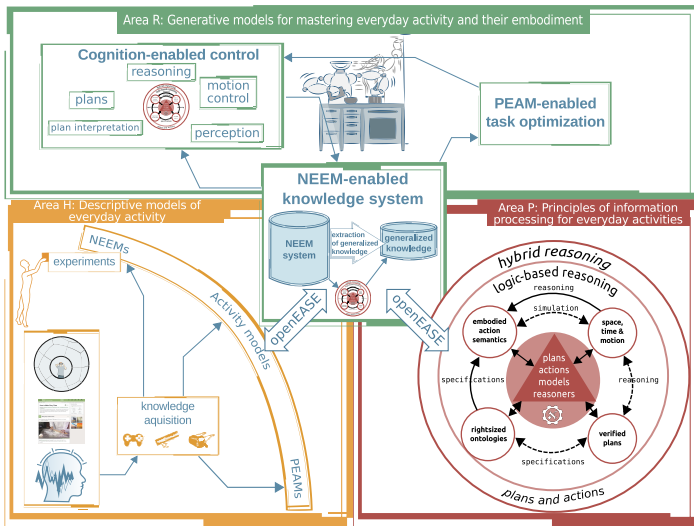 Area R: Generative models for mastering everyday activity and their embodiment
Cognition-enabled control
reasoning
plans
motion
control
plan interpretation
perception
PEAM-enabled
task optimization
NEEM-enabled
knowledge system
NEEM
system
extraction
of generalized
knowledge
generalized
knowledge
openEASE
openEASE
Area H: Descriptive models of
everyday activity
NEEMs
experiments
Activity models
knowledge
aquisition
PEAMs
Area P: Principles of information
processing for everyday activities
hybrid reasoning
logic-based reasoning
reasoning
simulation
embodied
action
semantics
space,
time &
motion
plans
actions
models
reasoners
specifications
reasoning
rightsized
ontologies
verified
plans
specifications
plans and actions